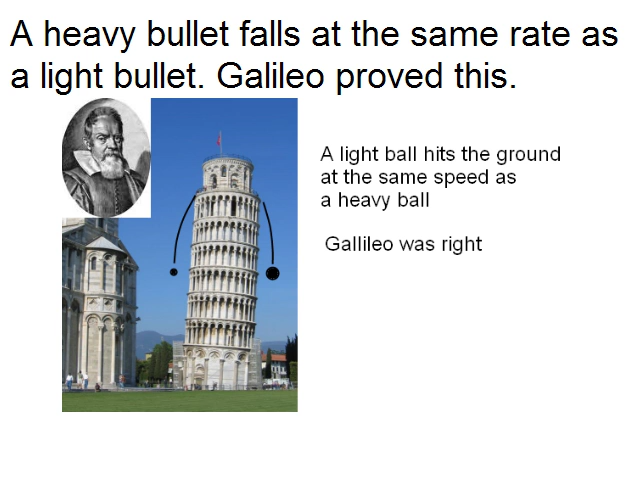 A heavy bullet falls at the same rate as
a light bullet. Galileo proved this.
A light ball hits the ground
at the same speed as
a heavy ball
Gallileo was right